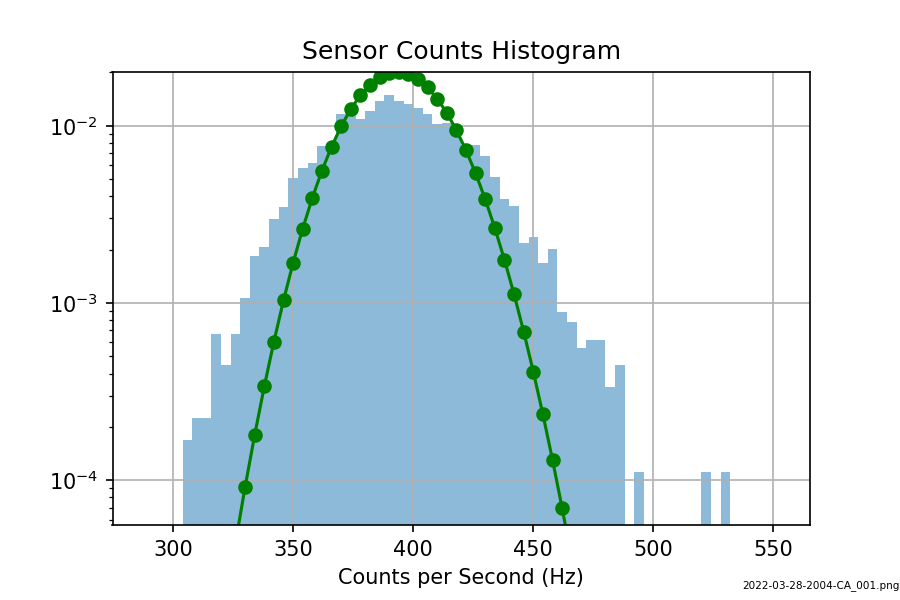 Sensor Counts Histogram
10⁻²
10⁻³
10⁻⁴
300 350 400 450 500 550
Counts per Second (Hz)
2022-03-28-2004-CA_001.png